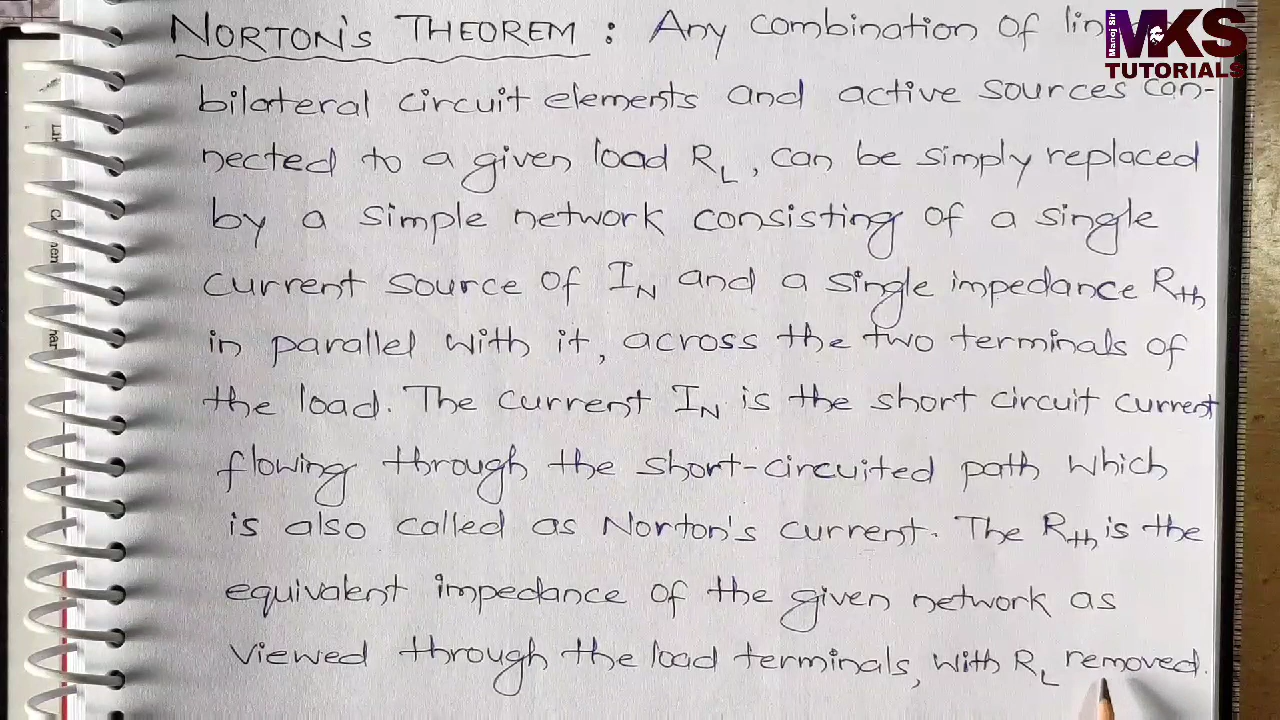 NORTON'S THEOREM : Any combination of
Manoj Sir
MKS
TUTORIALS
bilateral circuit elements and active sources con-
nected to a given load RL, can be simply replaced
by a simple network consisting of a single
current source of IN and a single impedance Rth
in parallel with it, across the two terminals of
the load. The current IN is the short circuit current
flowing through the short-circuited path which
is also called as Norton's current. The Rth is the
equivalent impedance of the given network as
viewed through the load terminals, with RL removed.